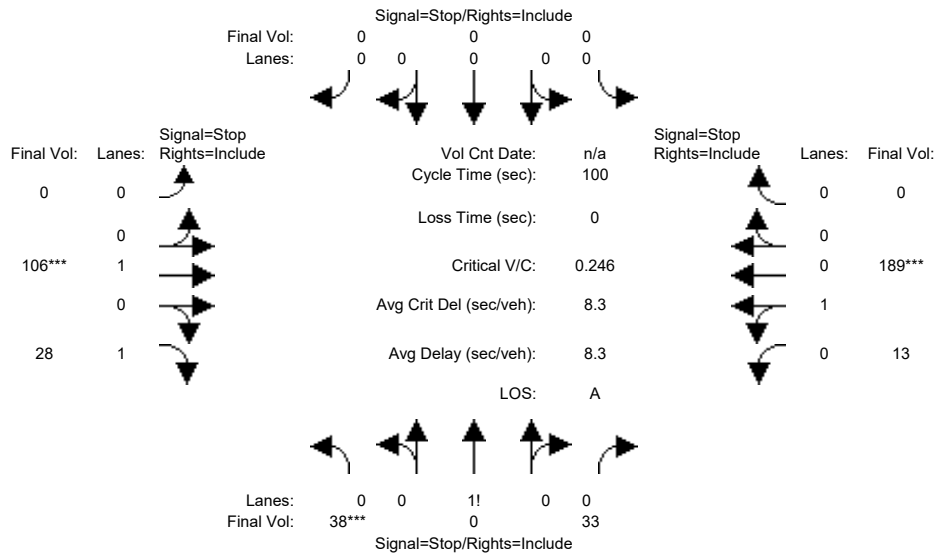 Signal=Stop/Rights=Include
Final Vol: 0 0 0
Lanes: 0 0 0 0 0
Signal=Stop Signal=Stop
Final Vol: Lanes: Rights=Include Vol Cnt Date: n/a Rights=Include Lanes: Final Vol:
Cycle Time (sec): 100
0 0 0 0
Loss Time (sec): 0
0 0
106*** 1 Critical V/C: 0.246 0 189***
0 Avg Crit Del (sec/veh): 8.3 1
28 1 Avg Delay (sec/veh): 8.3 0 13
LOS: A
Lanes: 0 0 1! 0 0
Final Vol: 38*** 0 33
Signal=Stop/Rights=Include